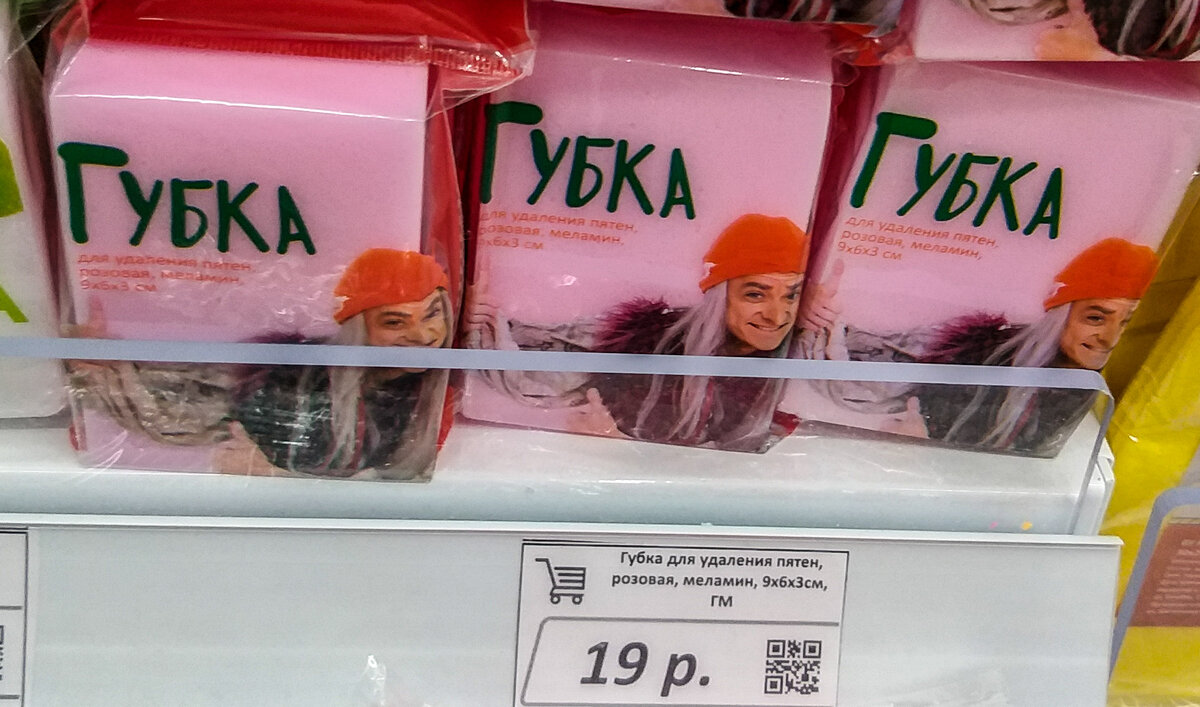 Губка
для удаления пятен,
розовая, меламин,
9х6х3 см
Губка
для удаления пятен,
розовая, меламин,
9х6х3 см
Губка
для удаления пятен,
розовая, меламин,
9х6х3 см
Губка для удаления пятен,
розовая, меламин, 9х6х3см,
ГМ
19 р.